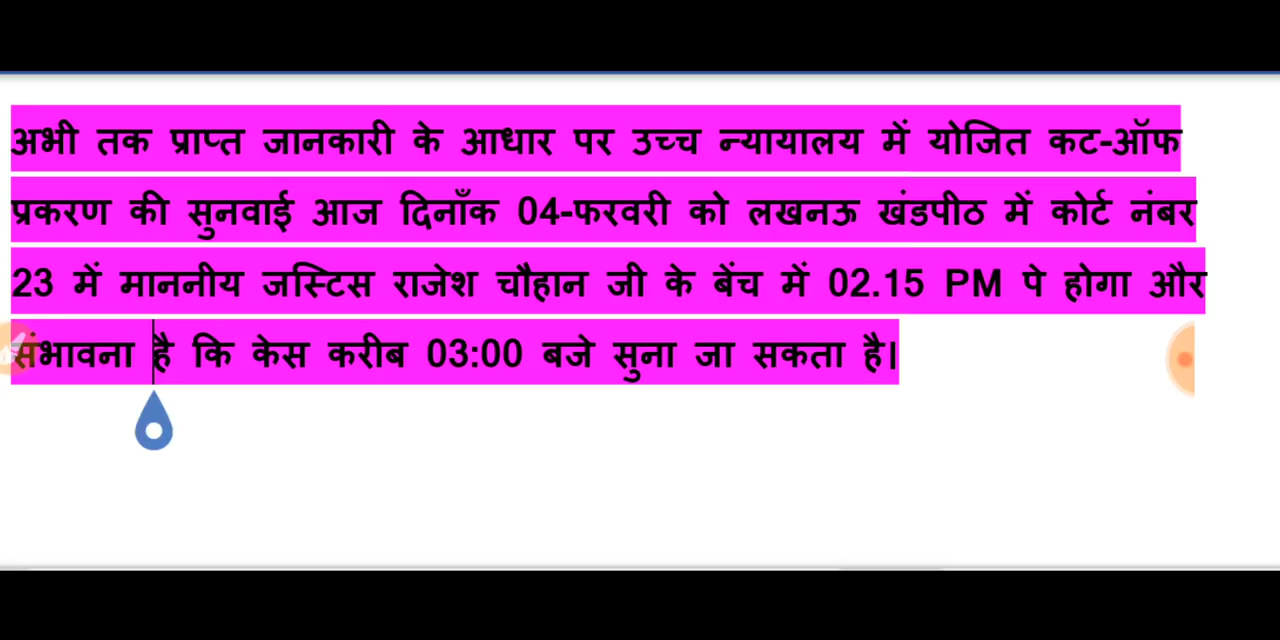 अभी तक प्राप्त जानकारी के आधार पर उच्च न्यायालय में योजित कट-ऑफ
प्रकरण की सुनवाई आज दिनाँक 04-फरवरी को लखनऊ खंडपीठ में कोर्ट नंबर
23 में माननीय जस्टिस राजेश चौहान जी के बेंच में 02.15 PM पे होगा और
संभावना है कि केस करीब 03:00 बजे सुना जा सकता है।